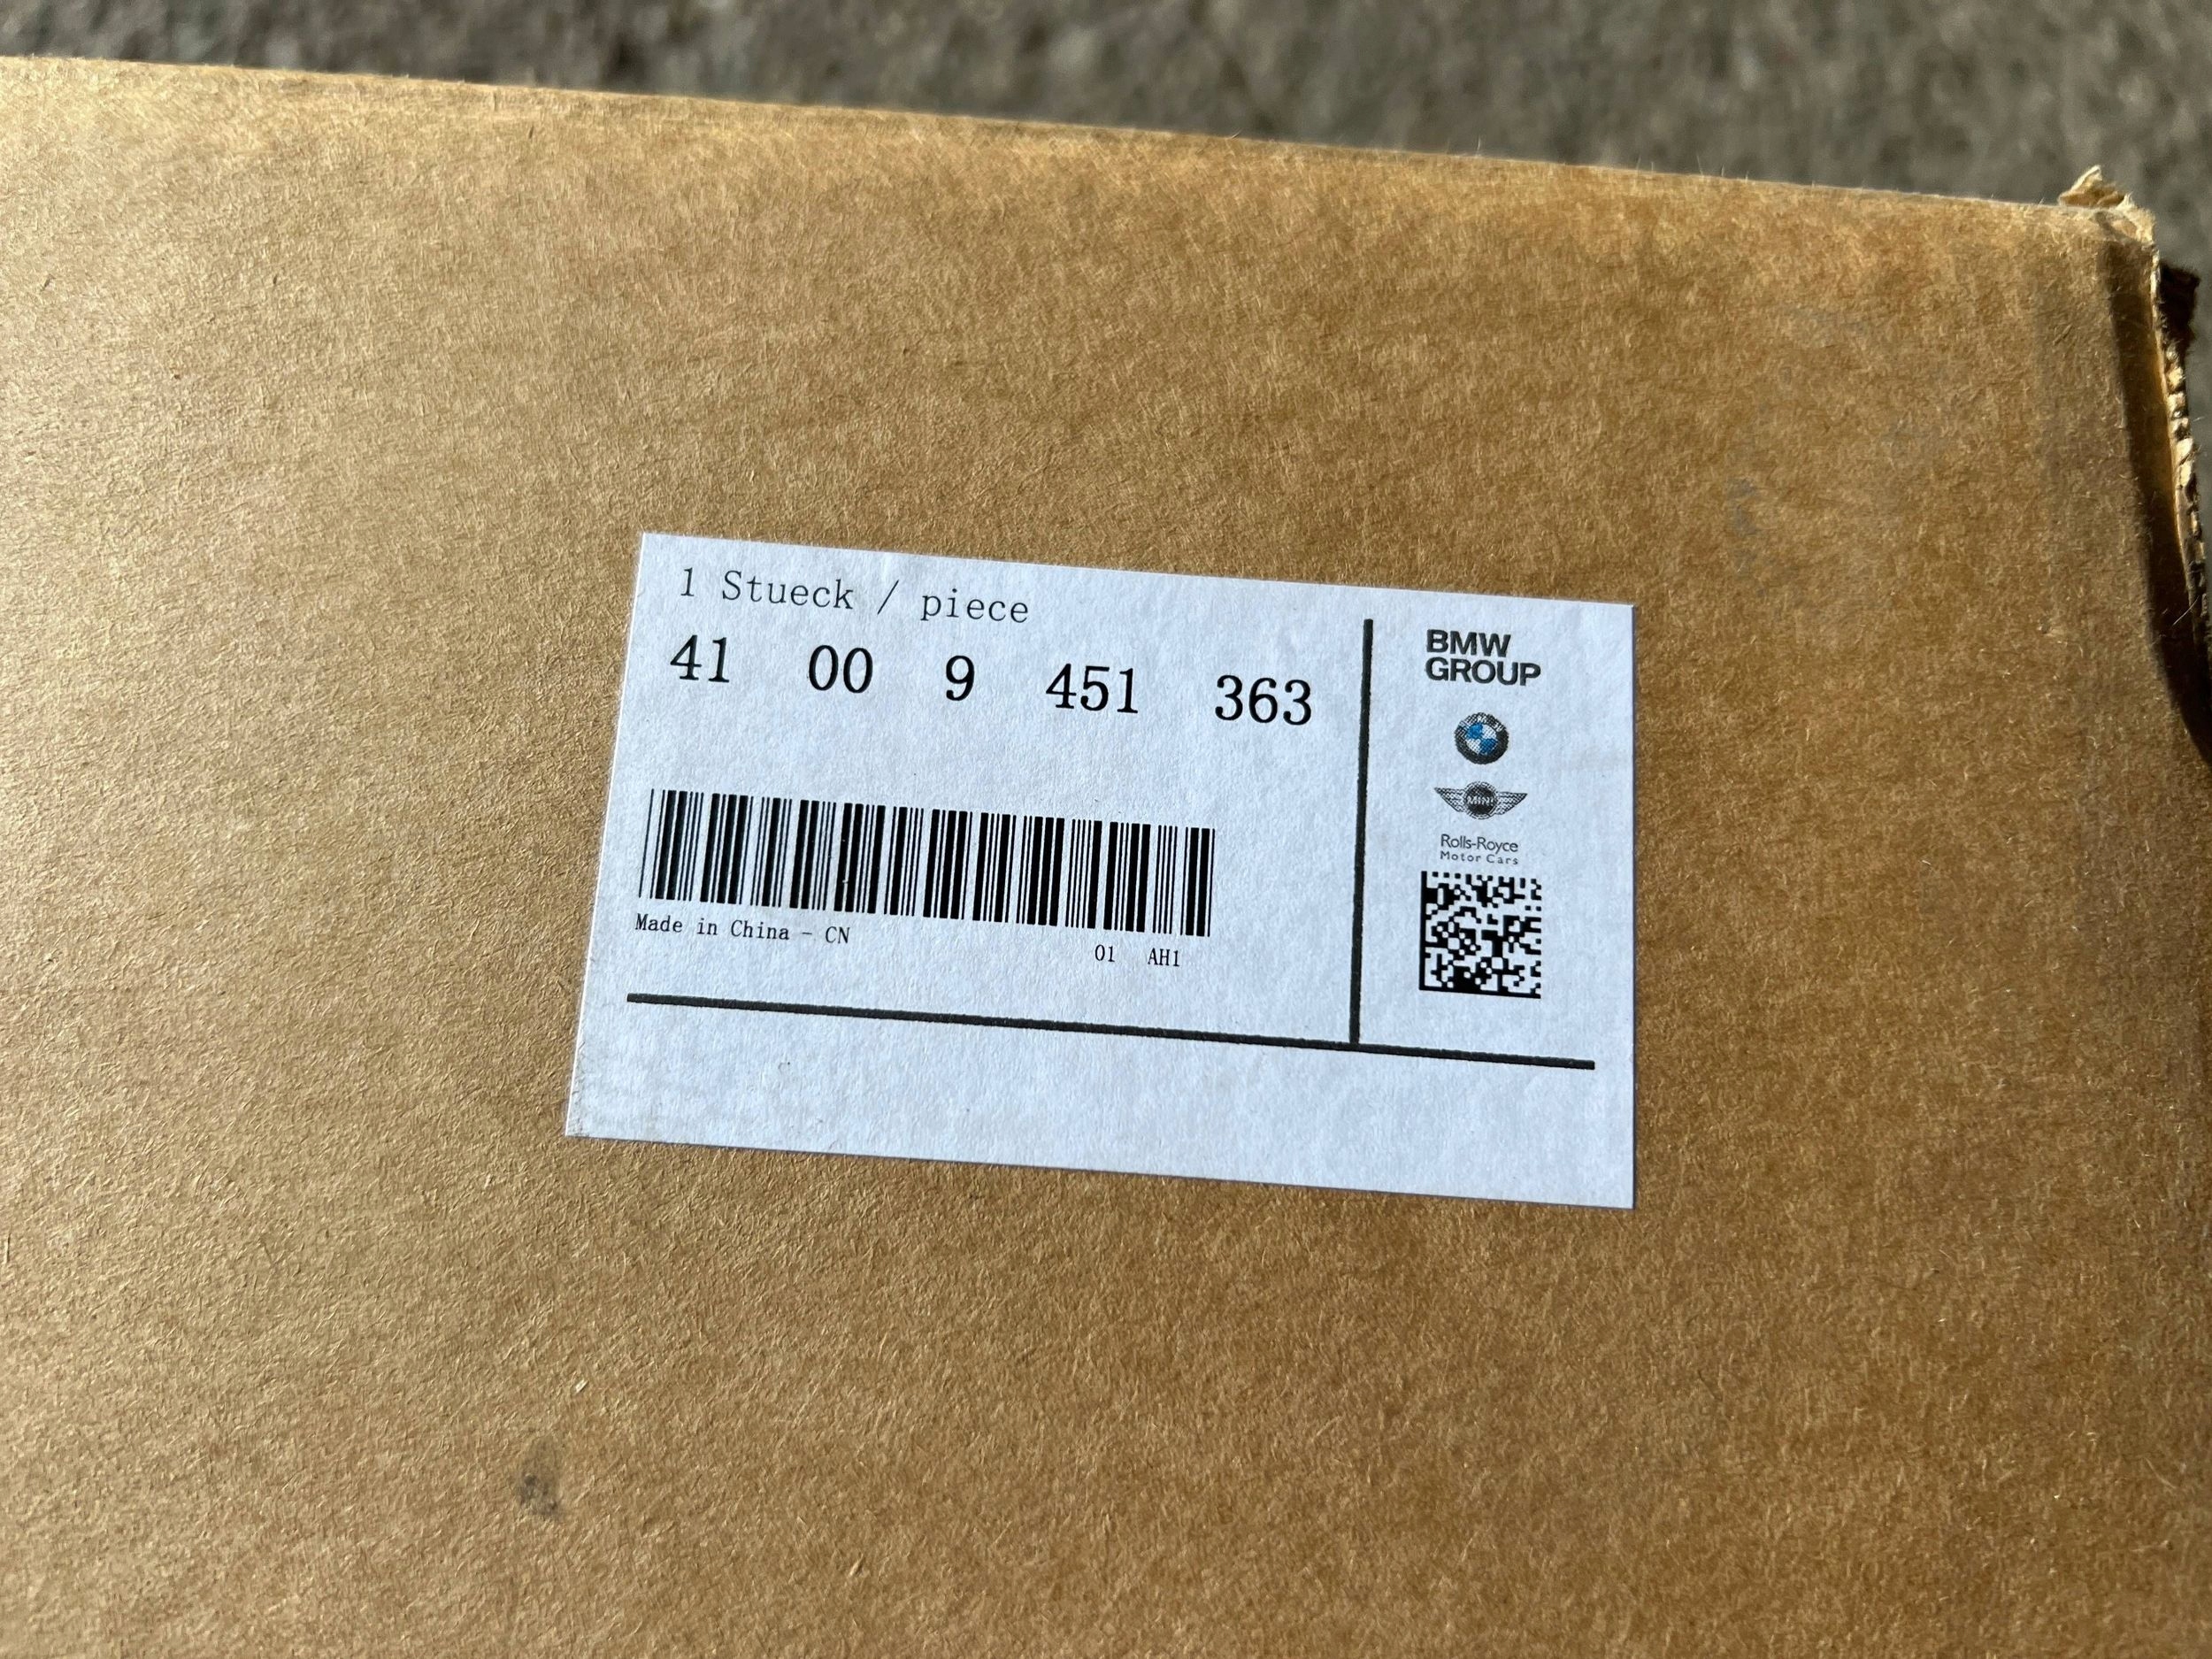 1 Stueck / piece
41 00 9 451 363
Made in China - CN
01 AH1
BMW
GROUP
BMW
MINI
Rolls-Royce
Motor Cars